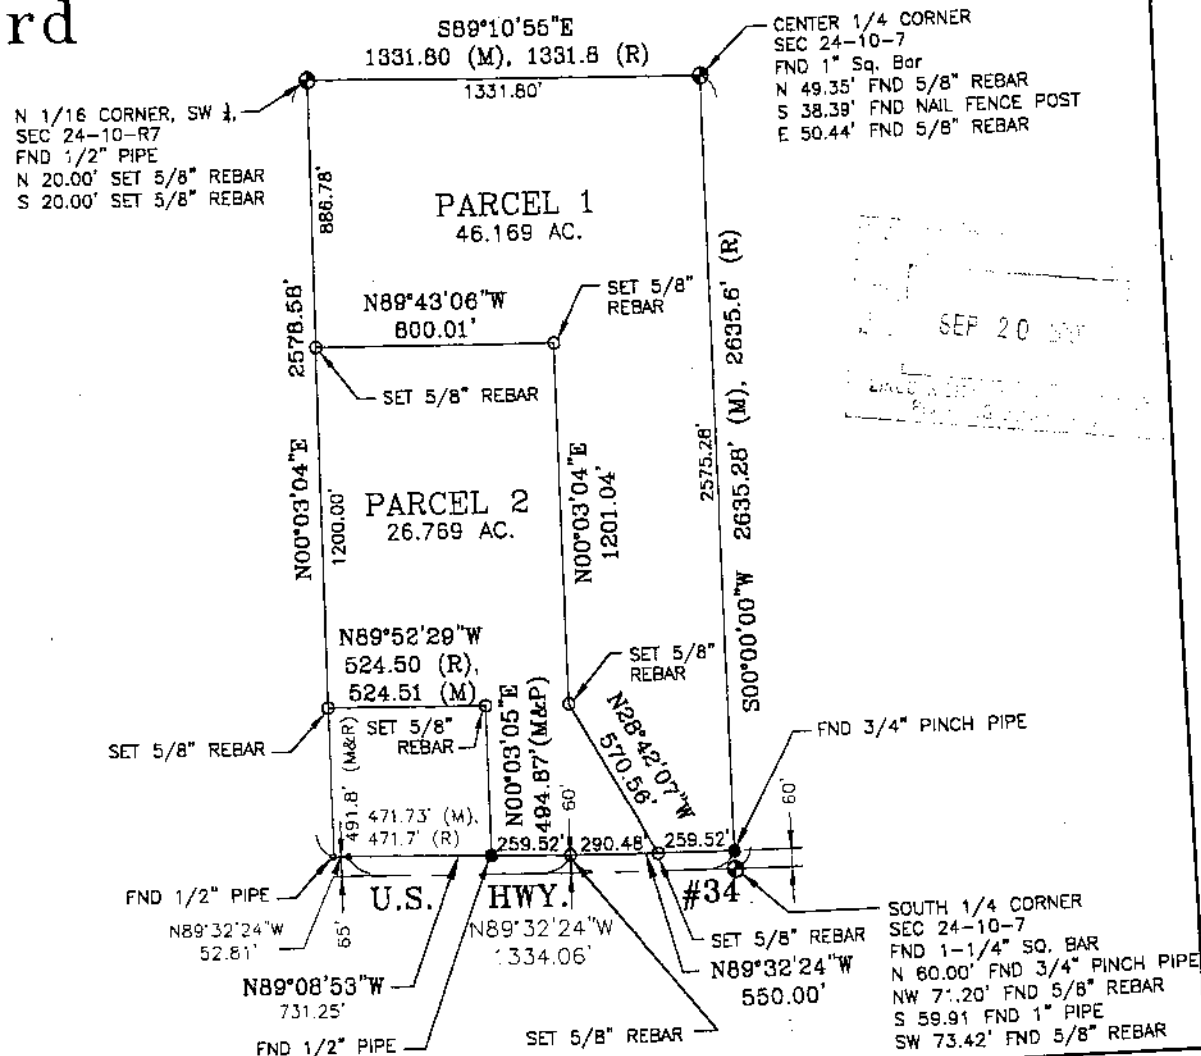 rd
S89°10'55"E
1331.80 (M), 1331.8 (R)
1331.80'
CENTER 1/4 CORNER
SEC 24-10-7
FND 1" Sq. Bar
N 49.35' FND 5/8" REBAR
S 38.39' FND NAIL FENCE POST
E 50.44' FND 5/8" REBAR
N 1/16 CORNER, SW ¼,
SEC 24-10-R7
FND 1/2" PIPE
N 20.00' SET 5/8" REBAR
S 20.00' SET 5/8" REBAR
886.78'
PARCEL 1
46.169 AC.
2635.28' (M), 2635.6' (R)
SEP 20
N89°43'06"W
800.01'
SET 5/8"
REBAR
2578.58'
SET 5/8" REBAR
2575.28'
N00°03'04"E
1200.00'
PARCEL 2
26.769 AC.
N00°03'04"E
1201.04'
S00°00'00"W
N89°52'29"W
524.50 (R),
524.51 (M)
SET 5/8"
REBAR
SET 5/8"
REBAR
N28°42'07"W
570.56'
FND 3/4" PINCH PIPE
SET 5/8" REBAR
491.8' (M&R)
471.73' (M),
471.7' (R)
N00°03'05"E
494.87'(M&P)
60'
60'
259.52'
290.48'
259.52'
FND 1/2" PIPE
U.S. HWY. #34
N89°32'24"W
52.81'
65'
N89°32'24"W
1334.06'
SET 5/8" REBAR
N89°32'24"W
550.00'
SOUTH 1/4 CORNER
SEC 24-10-7
FND 1-1/4" SQ. BAR
N 60.00' FND 3/4" PINCH PIPE
NW 71.20' FND 5/8" REBAR
S 59.91 FND 1" PIPE
SW 73.42' FND 5/8" REBAR
N89°08'53"W
731.25'
FND 1/2" PIPE
SET 5/8" REBAR